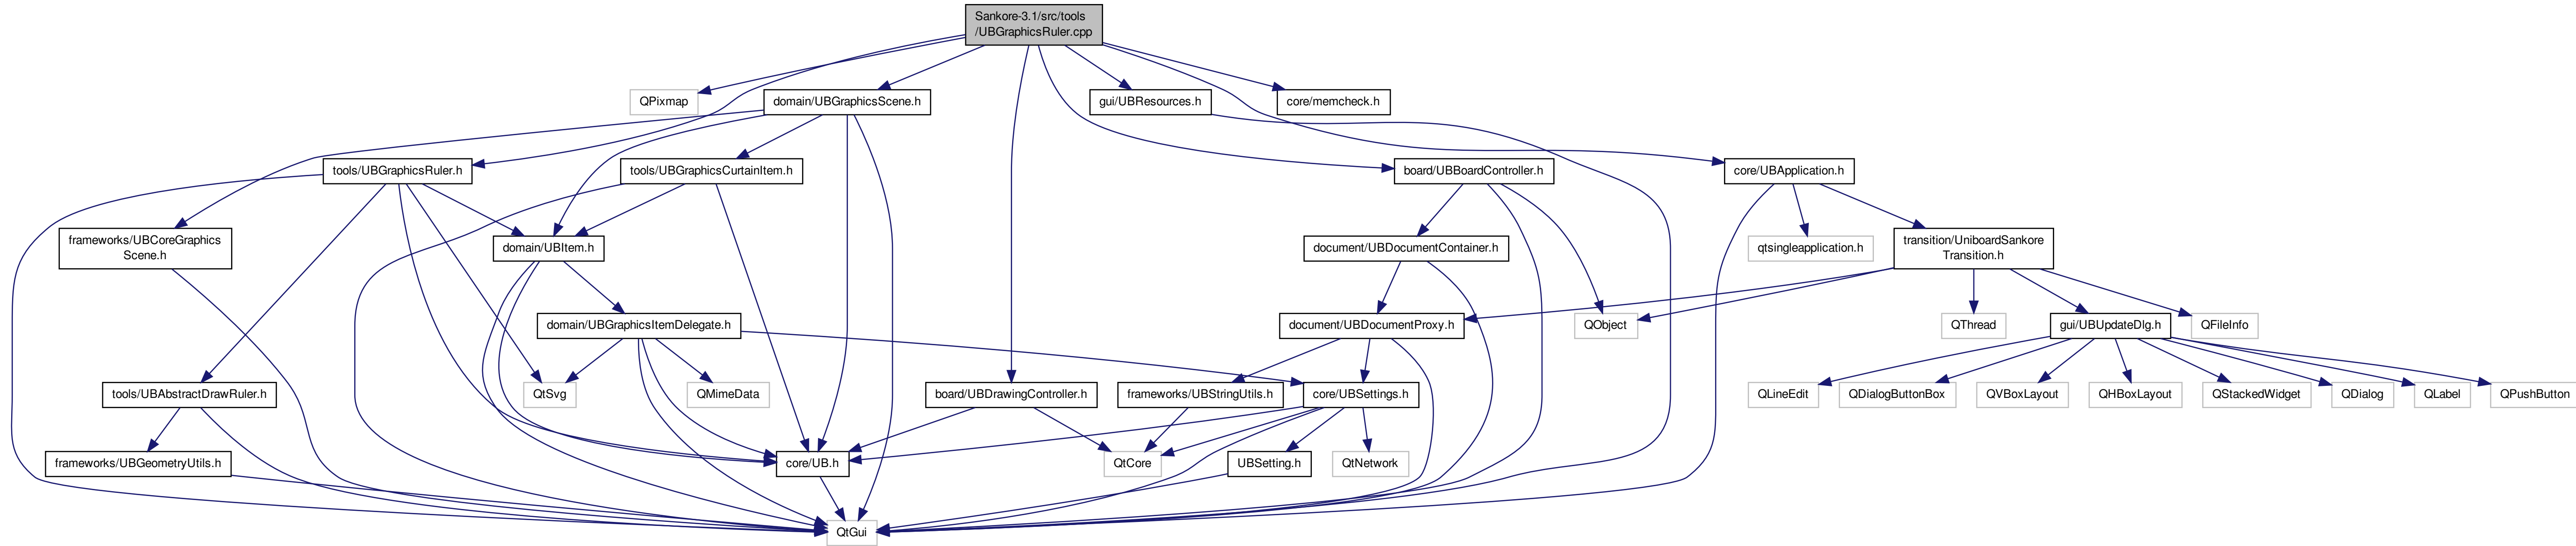 Sankore-3.1/src/tools
/UBGraphicsRuler.cpp
QPixmap
domain/UBGraphicsScene.h
gui/UBResources.h
core/memcheck.h
tools/UBGraphicsRuler.h
tools/UBGraphicsCurtainItem.h
board/UBBoardController.h
core/UBApplication.h
frameworks/UBCoreGraphics
Scene.h
domain/UBItem.h
document/UBDocumentContainer.h
qtsingleapplication.h
transition/UniboardSankore
Transition.h
domain/UBGraphicsItemDelegate.h
document/UBDocumentProxy.h
QObject
QThread
gui/UBUpdateDlg.h
QFileInfo
tools/UBAbstractDrawRuler.h
QtSvg
QMimeData
board/UBDrawingController.h
frameworks/UBStringUtils.h
core/UBSettings.h
QLineEdit
QDialogButtonBox
QVBoxLayout
QHBoxLayout
QStackedWidget
QDialog
QLabel
QPushButton
frameworks/UBGeometryUtils.h
core/UB.h
QtCore
UBSetting.h
QtNetwork
QtGui